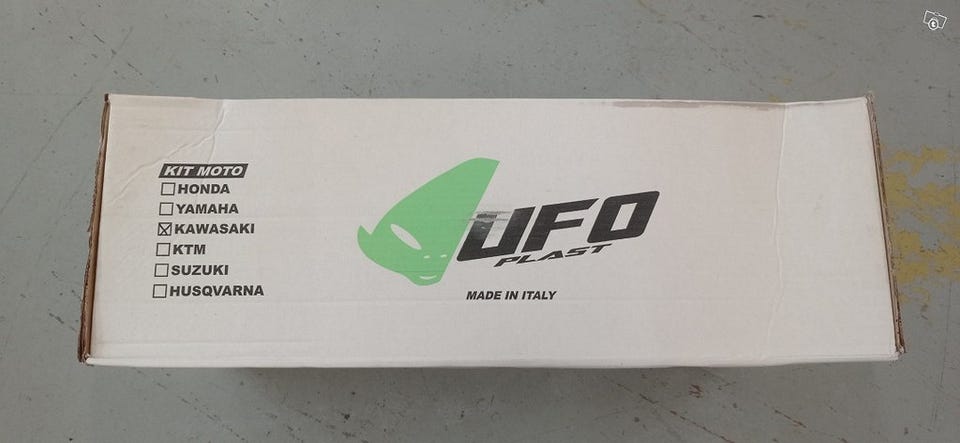 KIT MOTO
HONDA
YAMAHA
KAWASAKI
KTM
SUZUKI
HUSQVARNA
UFO
PLAST
MADE IN ITALY